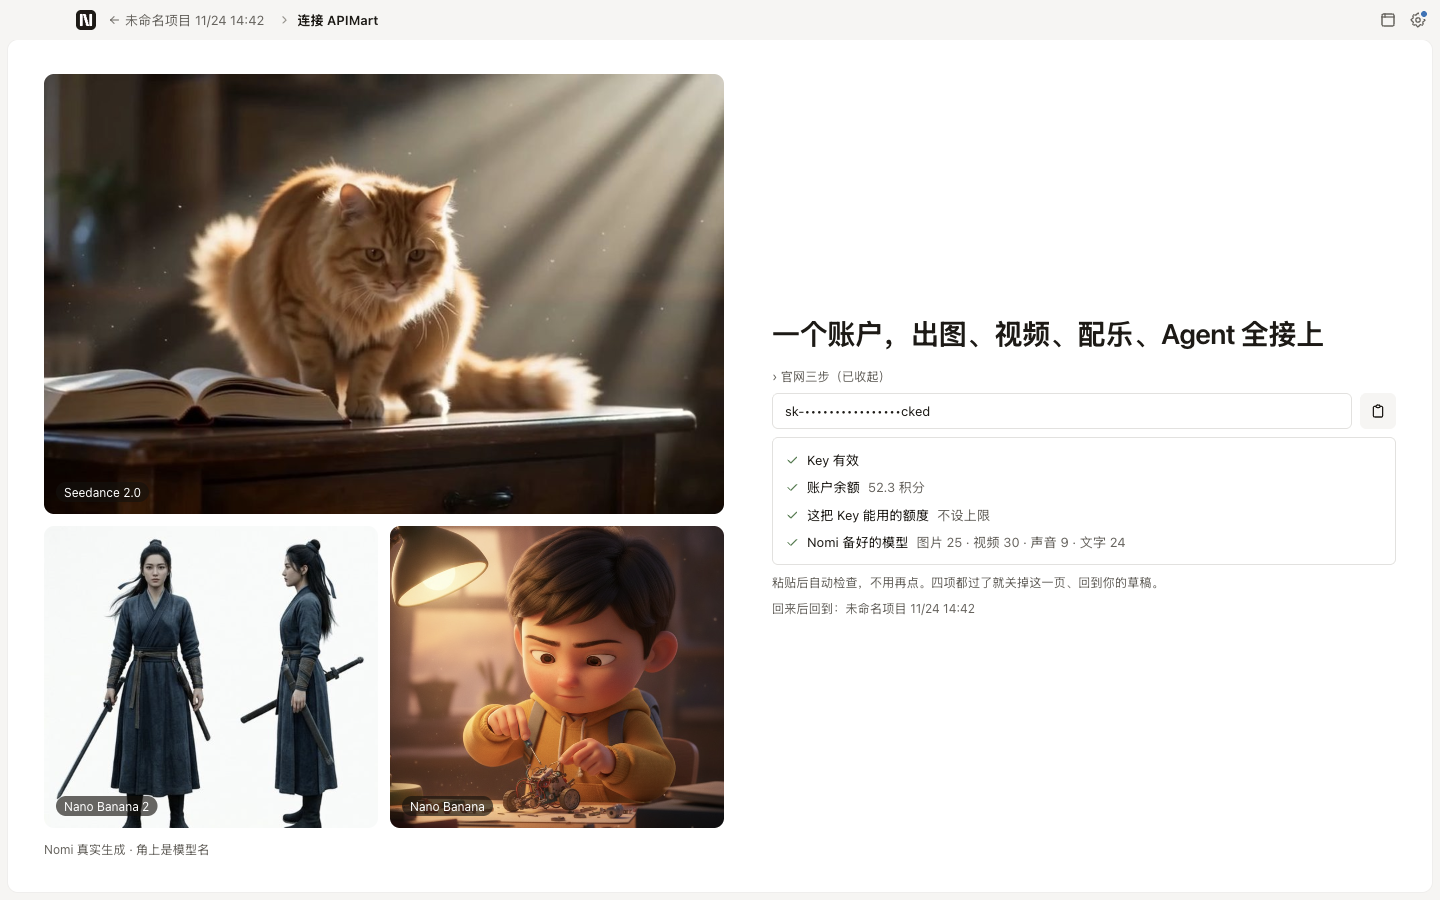 N
← 未命名项目 11/24 14:42 › 连接 APIMart
Seedance 2.0
Nano Banana 2
Nano Banana
Nomi 真实生成 · 角上是模型名
一个账户，出图、视频、配乐、Agent 全接上
› 官网三步（已收起）
sk-••••••••••••••••cked
Key 有效
账户余额 52.3 积分
这把 Key 能用的额度 不设上限
Nomi 备好的模型 图片 25 · 视频 30 · 声音 9 · 文字 24
粘贴后自动检查，不用再点。四项都过了就关掉这一页、回到你的草稿。
回来后回到：未命名项目 11/24 14:42